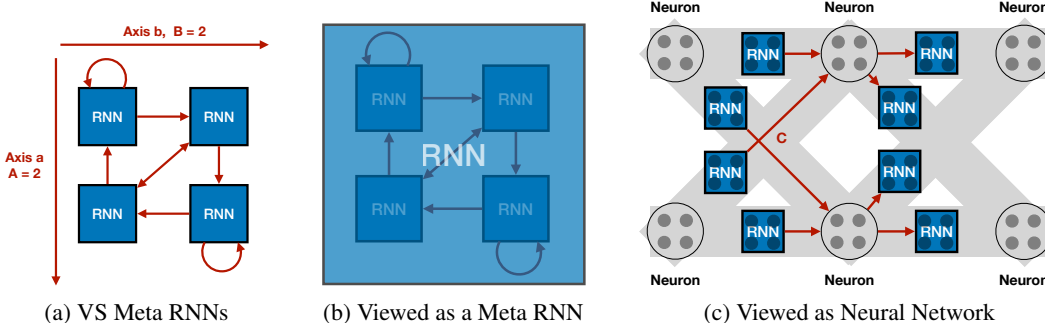 Axis b, B = 2
Axis a
A = 2
RNN
RNN
RNN
RNN
(a) VS Meta RNNs
RNN
RNN
RNN
RNN
RNN
(b) Viewed as a Meta RNN
Neuron
Neuron
Neuron
RNN
RNN
RNN
RNN
C
RNN
RNN
RNN
RNN
Neuron
Neuron
Neuron
(c) Viewed as Neural Network